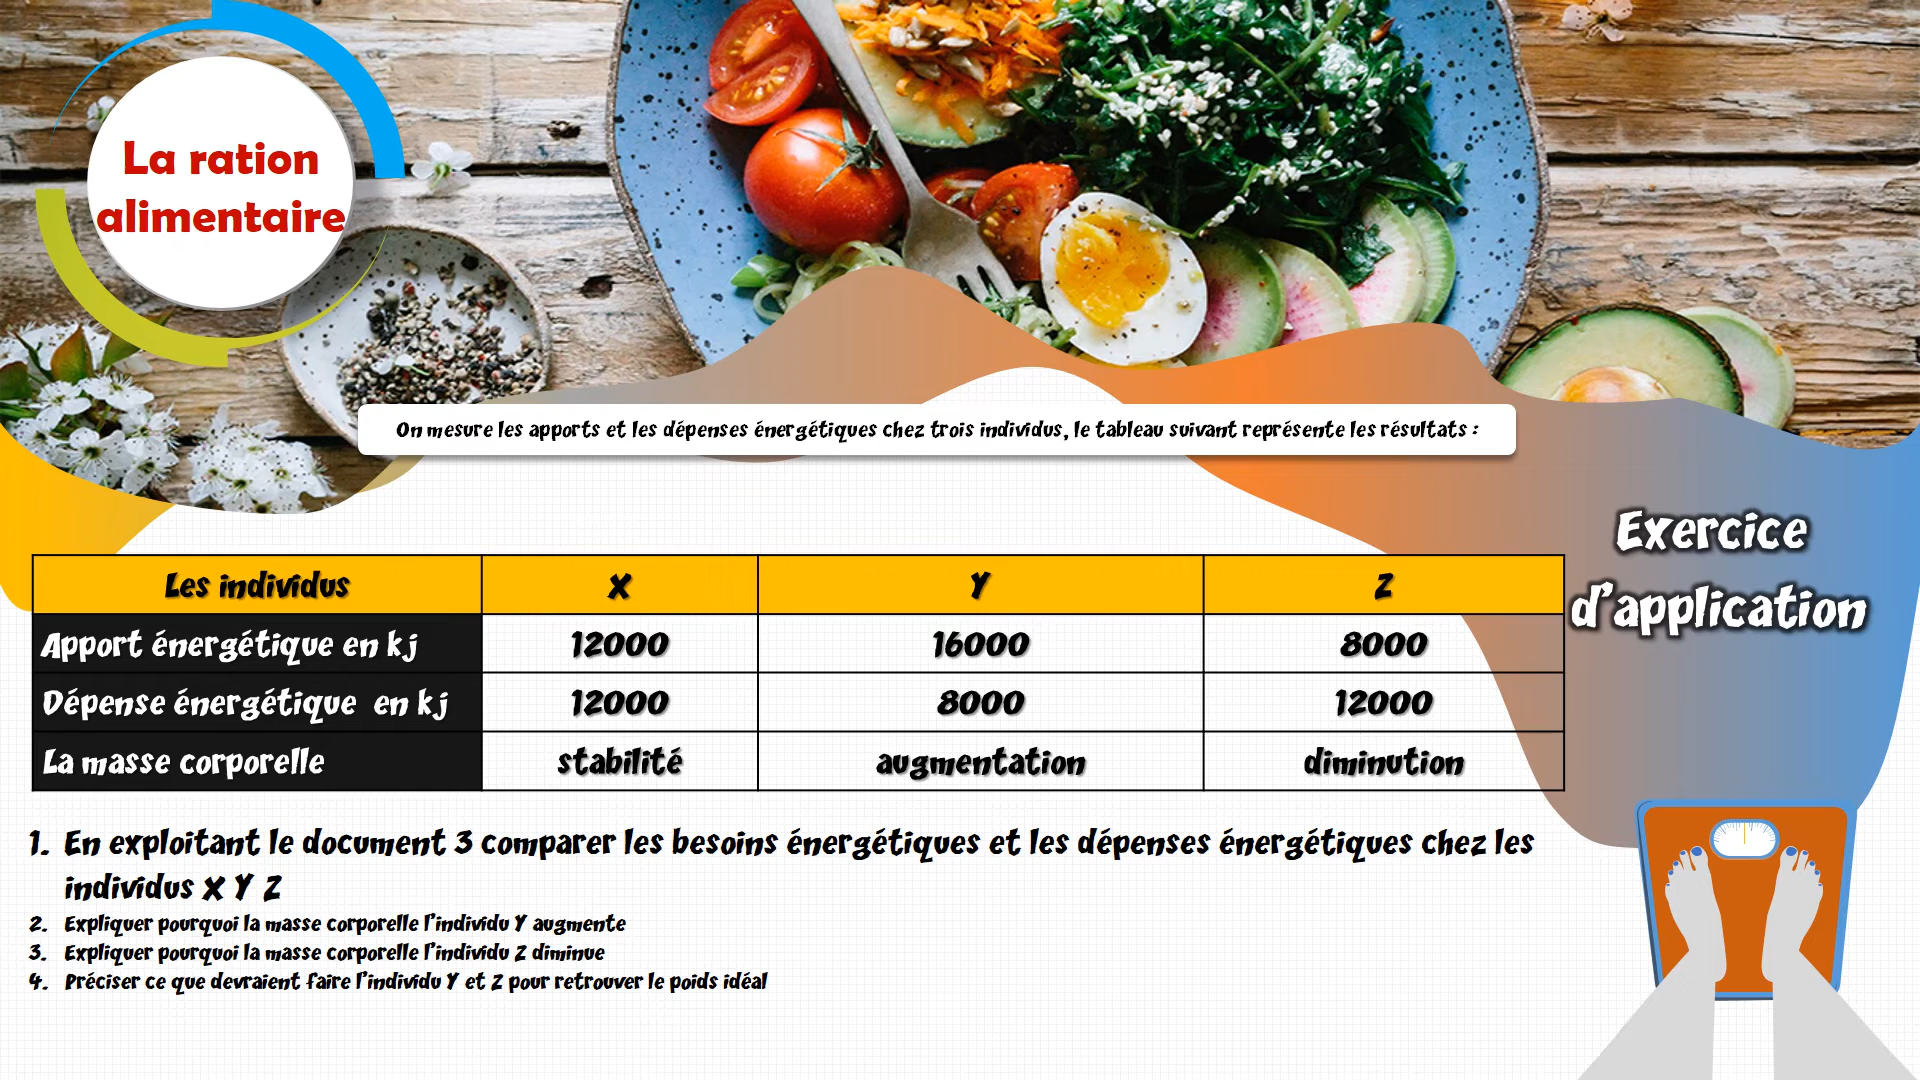 La ration
alimentaire
On mesure les apports et les dépenses énergétiques chez trois individus, le tableau suivant représente les résultats :
Exercice
d'application
Les individus X Y Z
Apport énergétique en kj 12000 16000 8000
Dépense énergétique en kj 12000 8000 12000
La masse corporelle stabilité augmentation diminution
1. En exploitant le document 3 comparer les besoins énergétiques et les dépenses énergétiques chez les
individus X Y Z
2. Expliquer pourquoi la masse corporelle l'individu Y augmente
3. Expliquer pourquoi la masse corporelle l'individu Z diminue
4. Préciser ce que devraient faire l'individu Y et Z pour retrouver le poids idéal